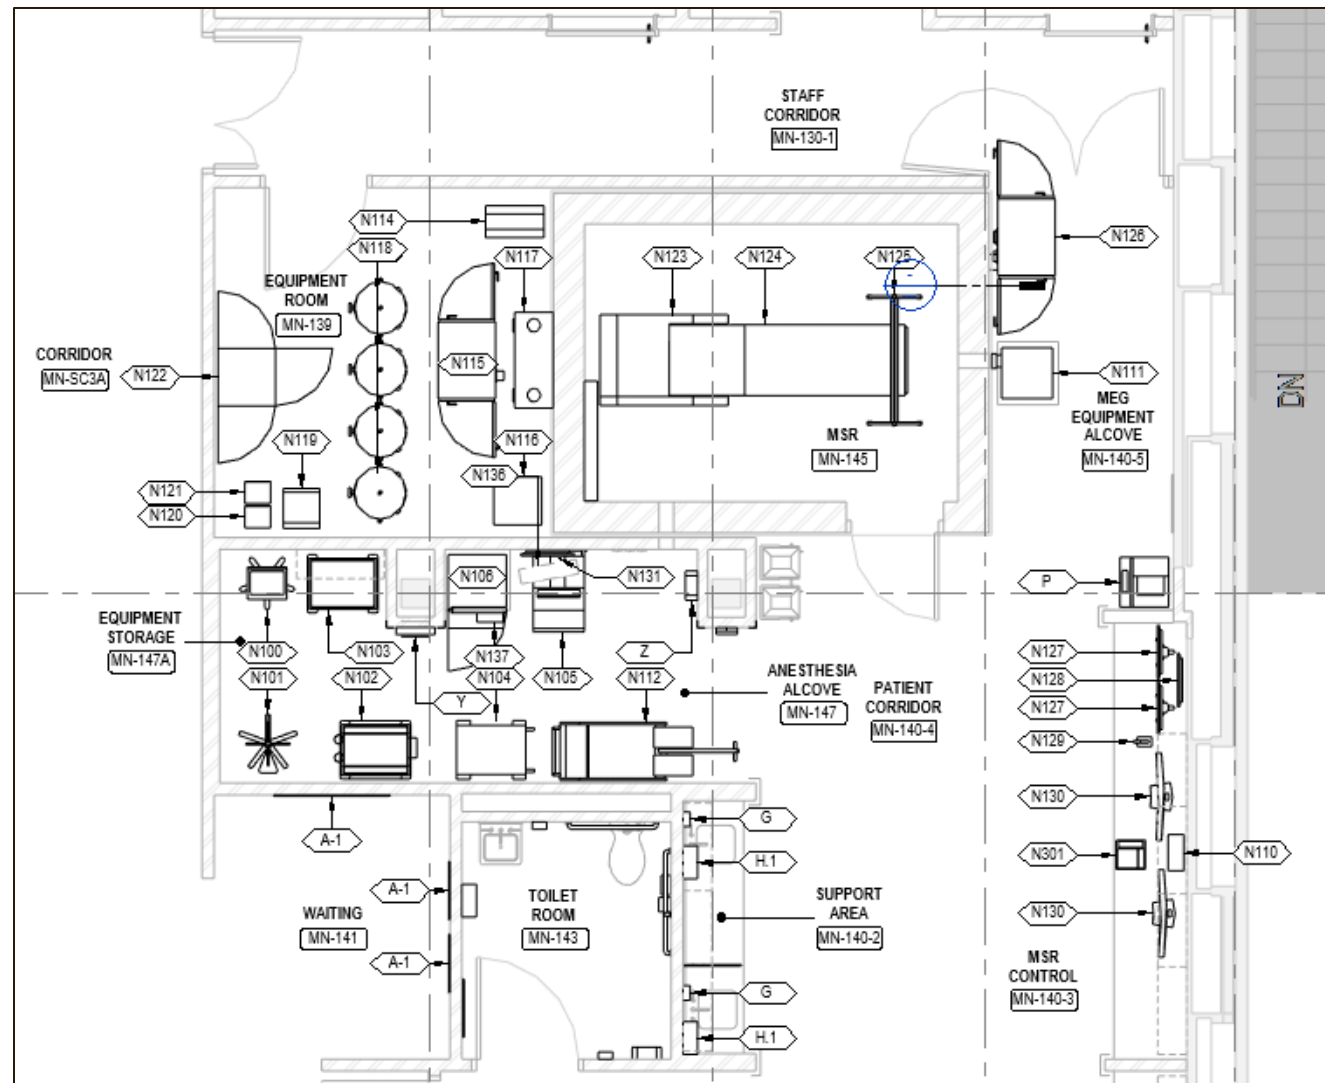 STAFF
CORRIDOR
MN-130-1
N114
N118
N117
N123
N124
N125
N126
EQUIPMENT
ROOM
MN-139
CORRIDOR
MN-SC3A
N122
N115
N111
MEG
EQUIPMENT
ALCOVE
MN-140-5
N119
N116
N136
MSR
MN-145
N121
N120
DN
N106
N131
P
EQUIPMENT
STORAGE
MN-147A
N100
N103
N137
Z
N127
N101
N102
N104
N105
N112
N128
Y
ANESTHESIA
ALCOVE
MN-147
PATIENT
CORRIDOR
MN-140-4
N127
N129
N130
A-1
G
N301
N110
H.1
A-1
WAITING
MN-141
TOILET
ROOM
MN-143
SUPPORT
AREA
MN-140-2
N130
A-1
MSR
CONTROL
MN-140-3
G
H.1